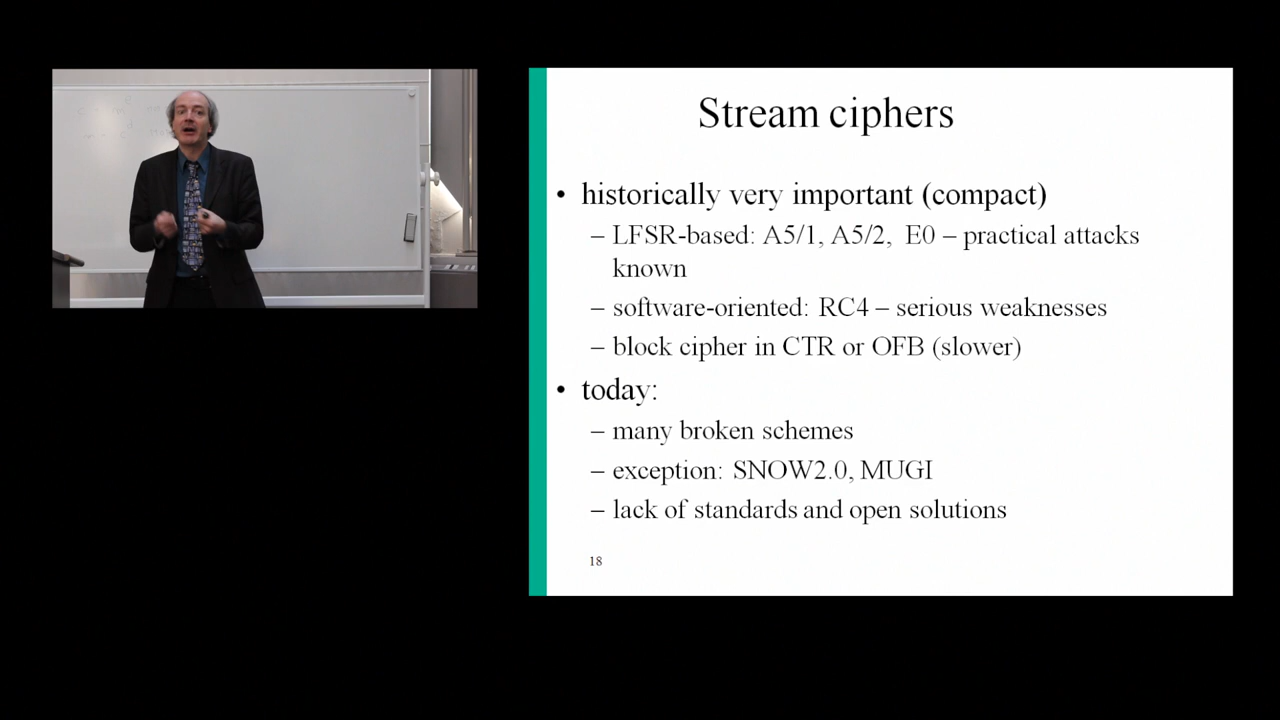 Stream ciphers
• historically very important (compact)
– LFSR-based: A5/1, A5/2, E0 – practical attacks
known
– software-oriented: RC4 – serious weaknesses
– block cipher in CTR or OFB (slower)
• today:
– many broken schemes
– exception: SNOW2.0, MUGI
– lack of standards and open solutions
18